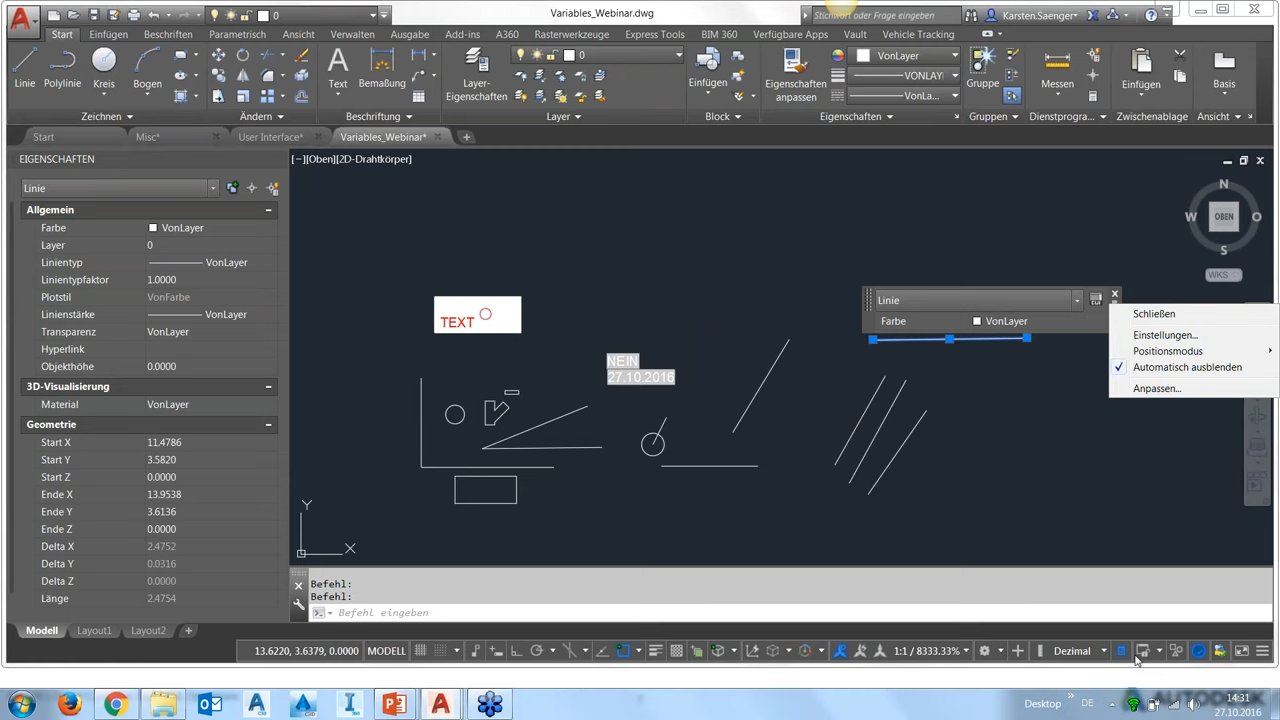 0
Variables_Webinar.dwg
Stichwort oder Frage eingeben
Karsten.Saenger
Start
Einfügen
Beschriften
Parametrisch
Ansicht
Verwalten
Ausgabe
Add-ins
A360
Rasterwerkzeuge
Express Tools
BIM 360
Verfügbare Apps
Vault
Vehicle Tracking
Linie
Polylinie
Kreis
Bogen
Text
Bemaßung
Layer-
Eigenschaften
0
Einfügen
Eigenschaften
anpassen
VonLayer
VONLAY
VonLa...
Gruppe
Messen
Einfügen
Basis
Zeichnen
Ändern
Beschriftung
Layer
Block
Eigenschaften
Gruppen
Dienstprogra...
Zwischenablage
Ansicht
Start
Misc*
User Interface*
Variables_Webinar*
EIGENSCHAFTEN
[−][Oben][2D-Drahtkörper]
Linie
Allgemein
Farbe VonLayer
Layer 0
Linientyp VonLayer
Linientypfaktor 1.0000
Plotstil VonFarbe
Linienstärke VonLayer
Transparenz VonLayer
Hyperlink
Objekthöhe 0.0000
3D-Visualisierung
Material VonLayer
Geometrie
Start X 11.4786
Start Y 3.5820
Start Z 0.0000
Ende X 13.9538
Ende Y 3.6136
Ende Z 0.0000
Delta X 2.4752
Delta Y 0.0316
Delta Z 0.0000
Länge 2.4754
TEXT
NEIN
27.10.2016
Y
X
N
W
OBEN
O
S
WKS
Linie
Farbe VonLayer
Schließen
Einstellungen...
Positionsmodus
Automatisch ausblenden
Anpassen...
Befehl:
Befehl:
Befehl eingeben
Modell
Layout1
Layout2
13.6220, 3.6379, 0.0000
MODELL
1:1 / 8333.33%
Dezimal
Desktop
DE
AUTODESK
14:31
27.10.2016